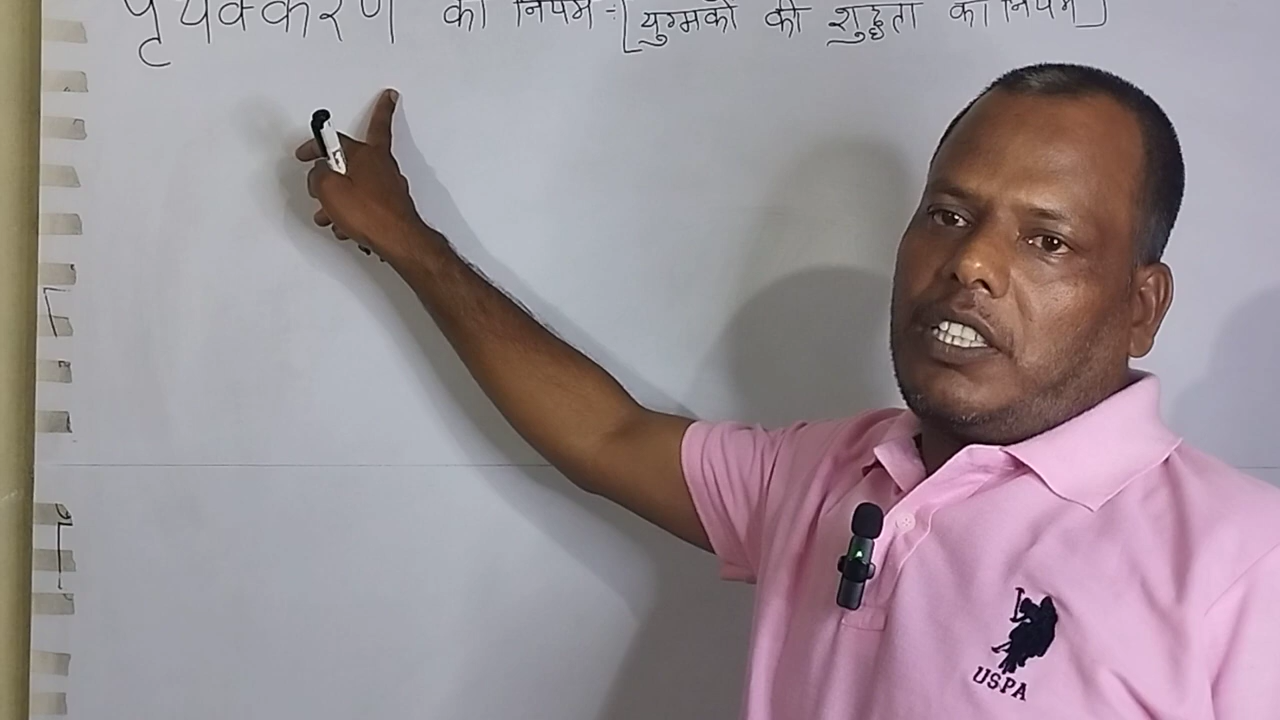 पृथक्करण का नियम :- [युग्मकों की शुद्धता का नियम]
USPA